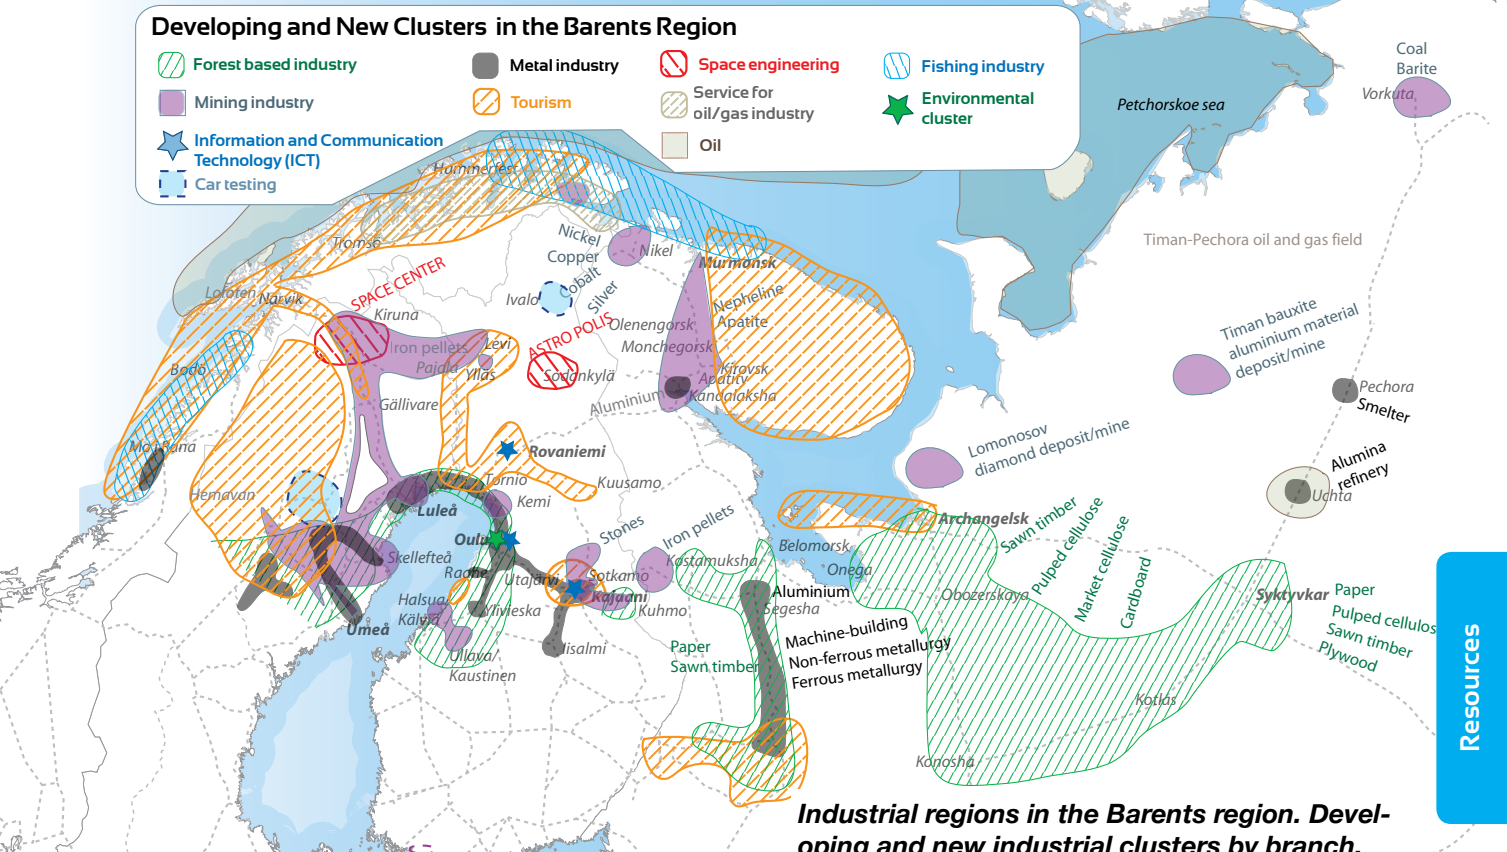 Developing and New Clusters in the Barents Region
Forest based industry
Metal industry
Space engineering
Fishing industry
Mining industry
Tourism
Service for
oil/gas industry
Environmental
cluster
Information and Communication
Technology (ICT)
Oil
Car testing
Petchorskoe sea
Coal
Barite
Vorkuta
Hammerfest
Tromsö
Nickel
Copper
Cobalt
Silver
Nikel
Murmansk
Timan-Pechora oil and gas field
Lofoten
Narvik
SPACE CENTER
Kiruna
Ivalo
Nepheline
Apatite
Olenengorsk
Monchegorsk
ASTRO POLIS
Iron pellets
Levi
Pajala
Ylläs
Sodankylä
Kirovsk
Apatity
Kandalaksha
Aluminium
Timan bauxite
aluminium material
deposit/mine
Bodö
Gällivare
Pechora
Smelter
Mo i Rana
Rovaniemi
Lomonosov
diamond deposit/mine
Alumina
refinery
Uchta
Hemavan
Tornio
Kemi
Kuusamo
Luleå
Oulu
Stones
Iron pellets
Archangelsk
Sawn timber
Pulped cellulose
Market cellulose
Cardboard
Skellefteå
Raahe
Utajärvi
Sotkamo
Kajaani
Kostamuksha
Belomorsk
Onega
Halsua
Kälviä
Ylivieska
Kuhmo
Aluminium
Segesha
Obozerskaya
Syktyvkar
Paper
Pulped cellulos
Sawn timber
Plywood
Umeå
Iisalmi
Ullava/
Kaustinen
Paper
Sawn timber
Machine-building
Non-ferrous metallurgy
Ferrous metallurgy
Kotlas
Konosha
Resources
Industrial regions in the Barents region. Devel-
oping and new industrial clusters by branch.